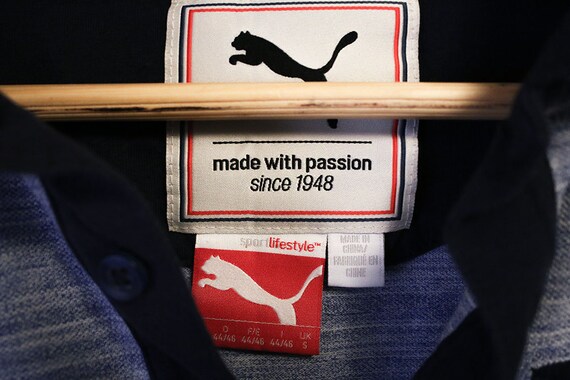 made with passion
since 1948
sportlifestyle™
MADE IN
CHINA/
FABRIQUÉ EN
CHINE
D F/E I UK
44/46 44/46 44/46 S